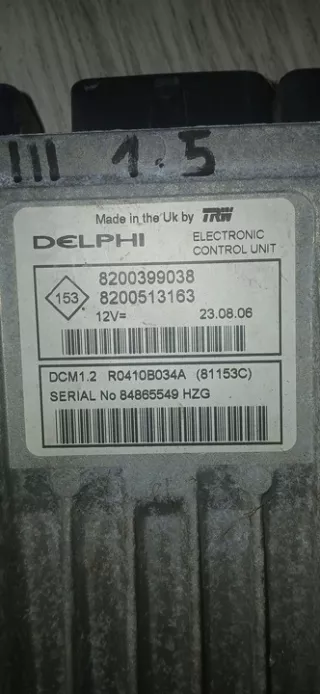 III 1.5
Made in the Uk by TRW
DELPHI
ELECTRONIC
CONTROL UNIT
153
8200399038
8200513163
12V=
23.08.06
DCM1.2 R0410B034A (81153C)
SERIAL No 84865549 HZG